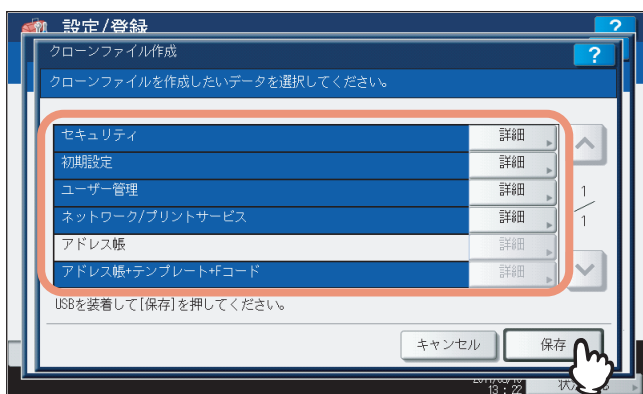 設定/登録 ?
クローンファイル作成 ?
クローンファイルを作成したいデータを選択してください。
セキュリティ 詳細
初期設定 詳細
ユーザー管理 詳細
ネットワーク/プリントサービス 詳細
アドレス帳 詳細
アドレス帳+テンプレート+Fコード 詳細
1
1
USBを装着して[保存]を押してください。
キャンセル 保存
13 : 22